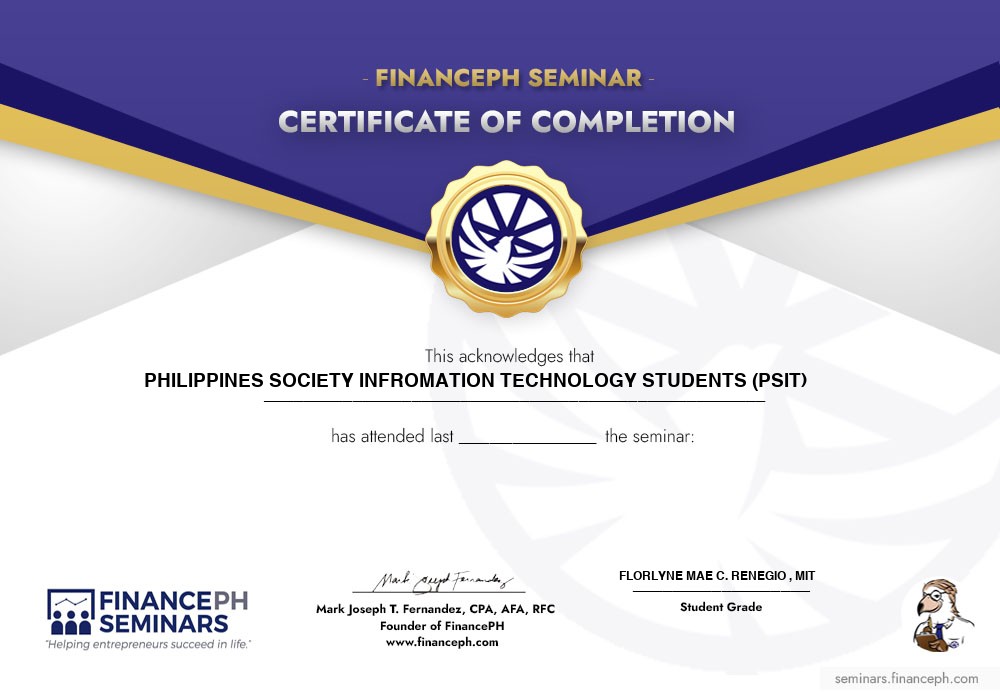 - FINANCEPH SEMINAR -
CERTIFICATE OF COMPLETION
This acknowledges that
PHILIPPINES SOCIETY INFROMATION TECHNOLOGY STUDENTS (PSIT)
has attended last ______________ the seminar:
Mark Joseph Fernandez
FLORLYNE MAE C. RENEGIO , MIT
Mark Joseph T. Fernandez, CPA, AFA, RFC
Student Grade
Founder of FinancePH
www.financeph.com
FINANCEPH
SEMINARS
"Helping entrepreneurs succeed in life."
seminars.financeph.com